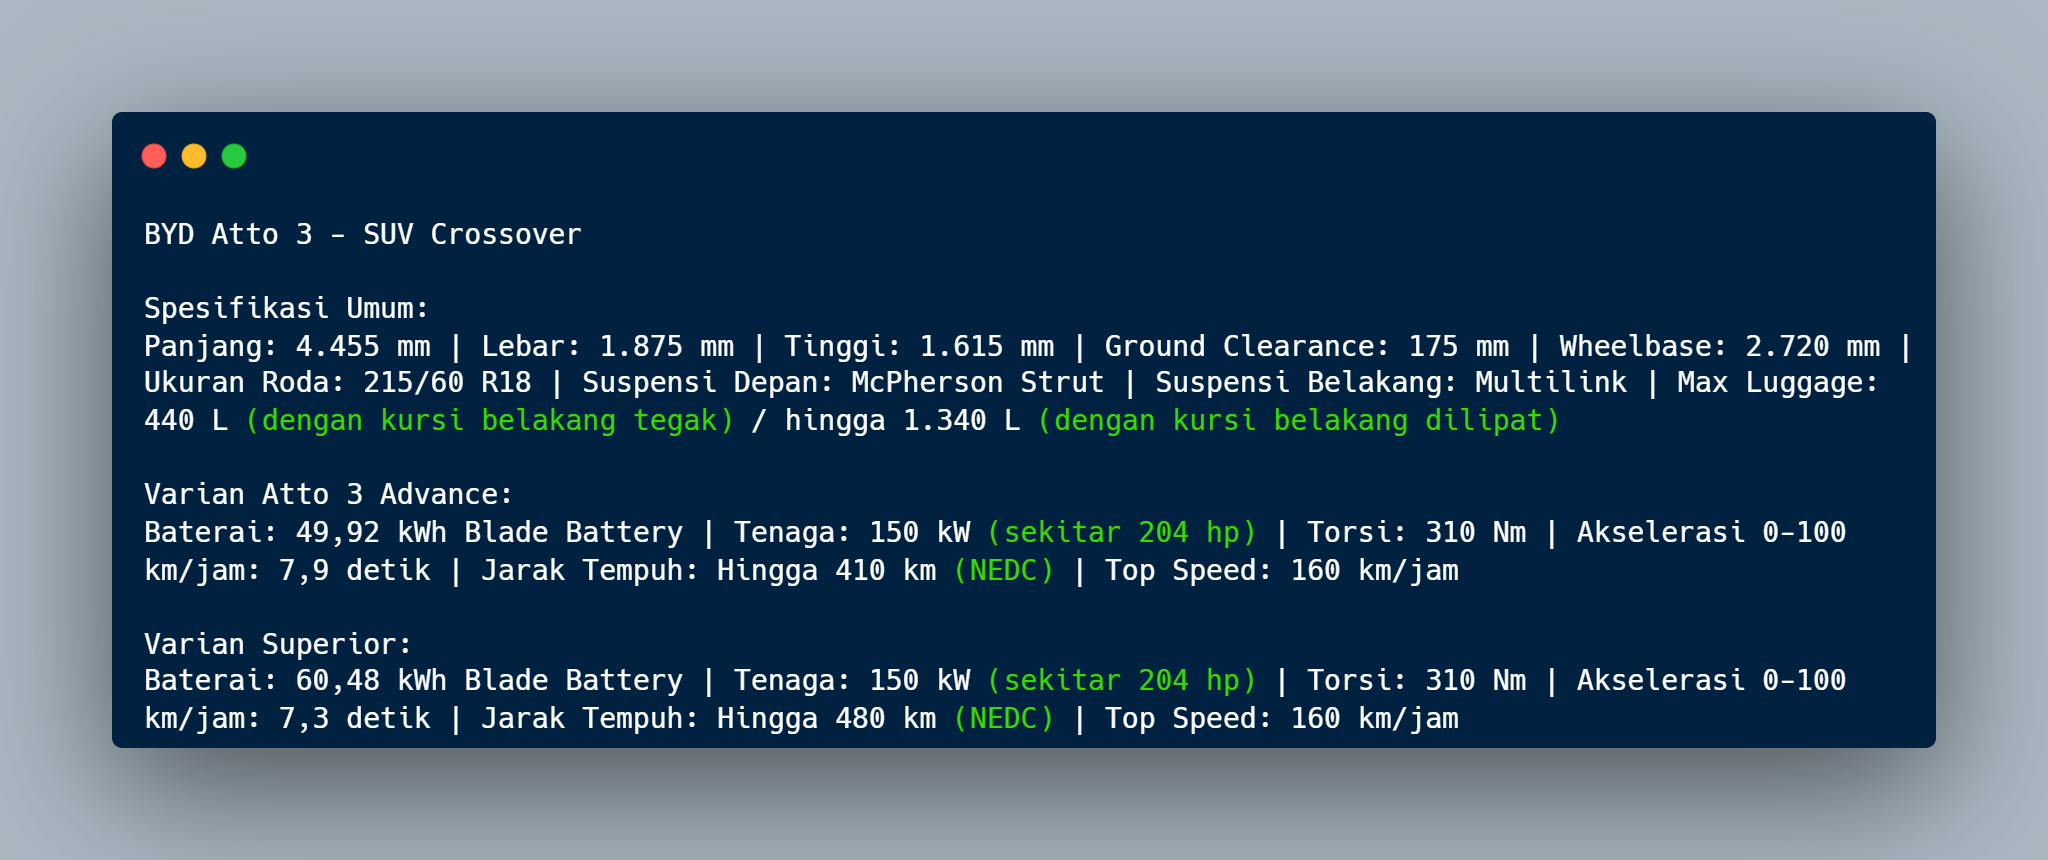 BYD Atto 3 - SUV Crossover
Spesifikasi Umum:
Panjang: 4.455 mm | Lebar: 1.875 mm | Tinggi: 1.615 mm | Ground Clearance: 175 mm | Wheelbase: 2.720 mm |
Ukuran Roda: 215/60 R18 | Suspensi Depan: McPherson Strut | Suspensi Belakang: Multilink | Max Luggage:
440 L (dengan kursi belakang tegak) / hingga 1.340 L (dengan kursi belakang dilipat)
Varian Atto 3 Advance:
Baterai: 49,92 kWh Blade Battery | Tenaga: 150 kW (sekitar 204 hp) | Torsi: 310 Nm | Akselerasi 0-100
km/jam: 7,9 detik | Jarak Tempuh: Hingga 410 km (NEDC) | Top Speed: 160 km/jam
Varian Superior:
Baterai: 60,48 kWh Blade Battery | Tenaga: 150 kW (sekitar 204 hp) | Torsi: 310 Nm | Akselerasi 0-100
km/jam: 7,3 detik | Jarak Tempuh: Hingga 480 km (NEDC) | Top Speed: 160 km/jam